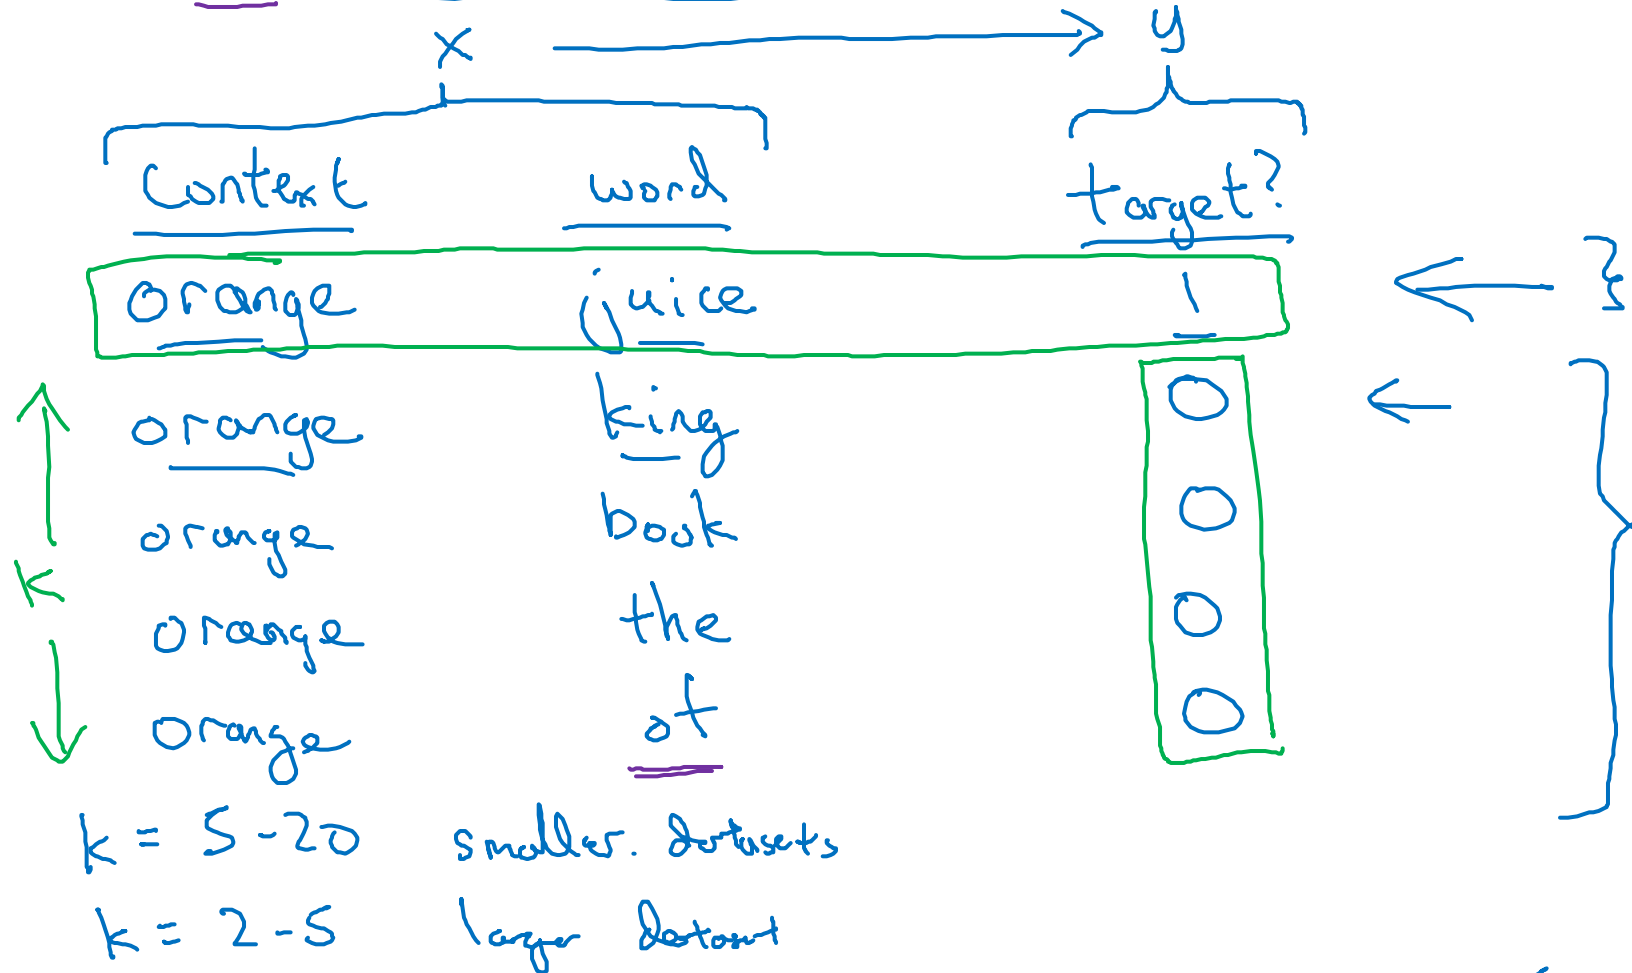 x → y
Context word target?
orange juice 1
orange king 0
orange book 0
orange the 0
orange of 0
k
k = 5-20 smaller. datasets
k = 2-5 larger dataset